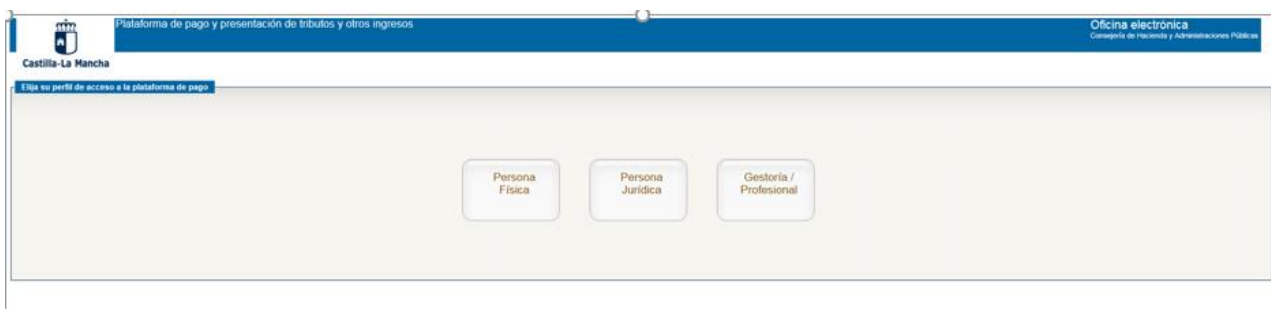 Plataforma de pago y presentación de tributos y otros ingresos
Oficina electrónica
Consejería de Hacienda y Administraciones Públicas
Castilla-La Mancha
Elija su perfil de acceso a la plataforma de pago
Persona
Física
Persona
Jurídica
Gestoría /
Profesional